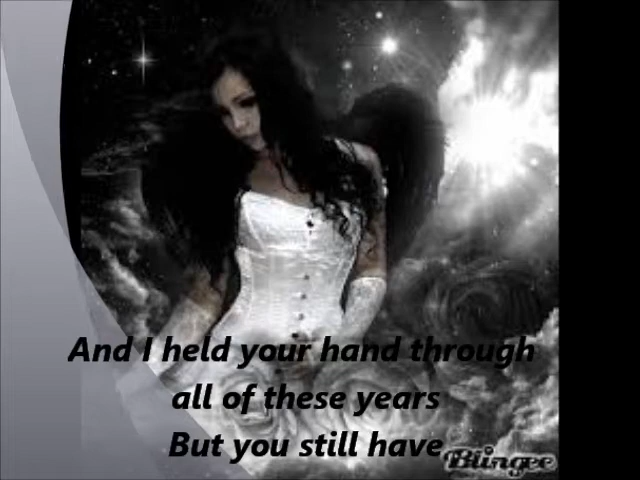 And I held your hand through
all of these years
But you still have
Blingee